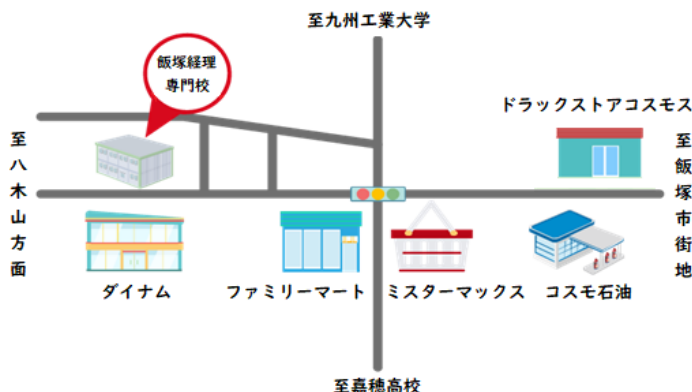 至九州工業大学
飯塚経理
専門校
ドラックストアコスモス
至八木山方面
至飯塚市街地
ダイナム
ファミリーマート
ミスターマックス
コスモ石油
至嘉穂高校